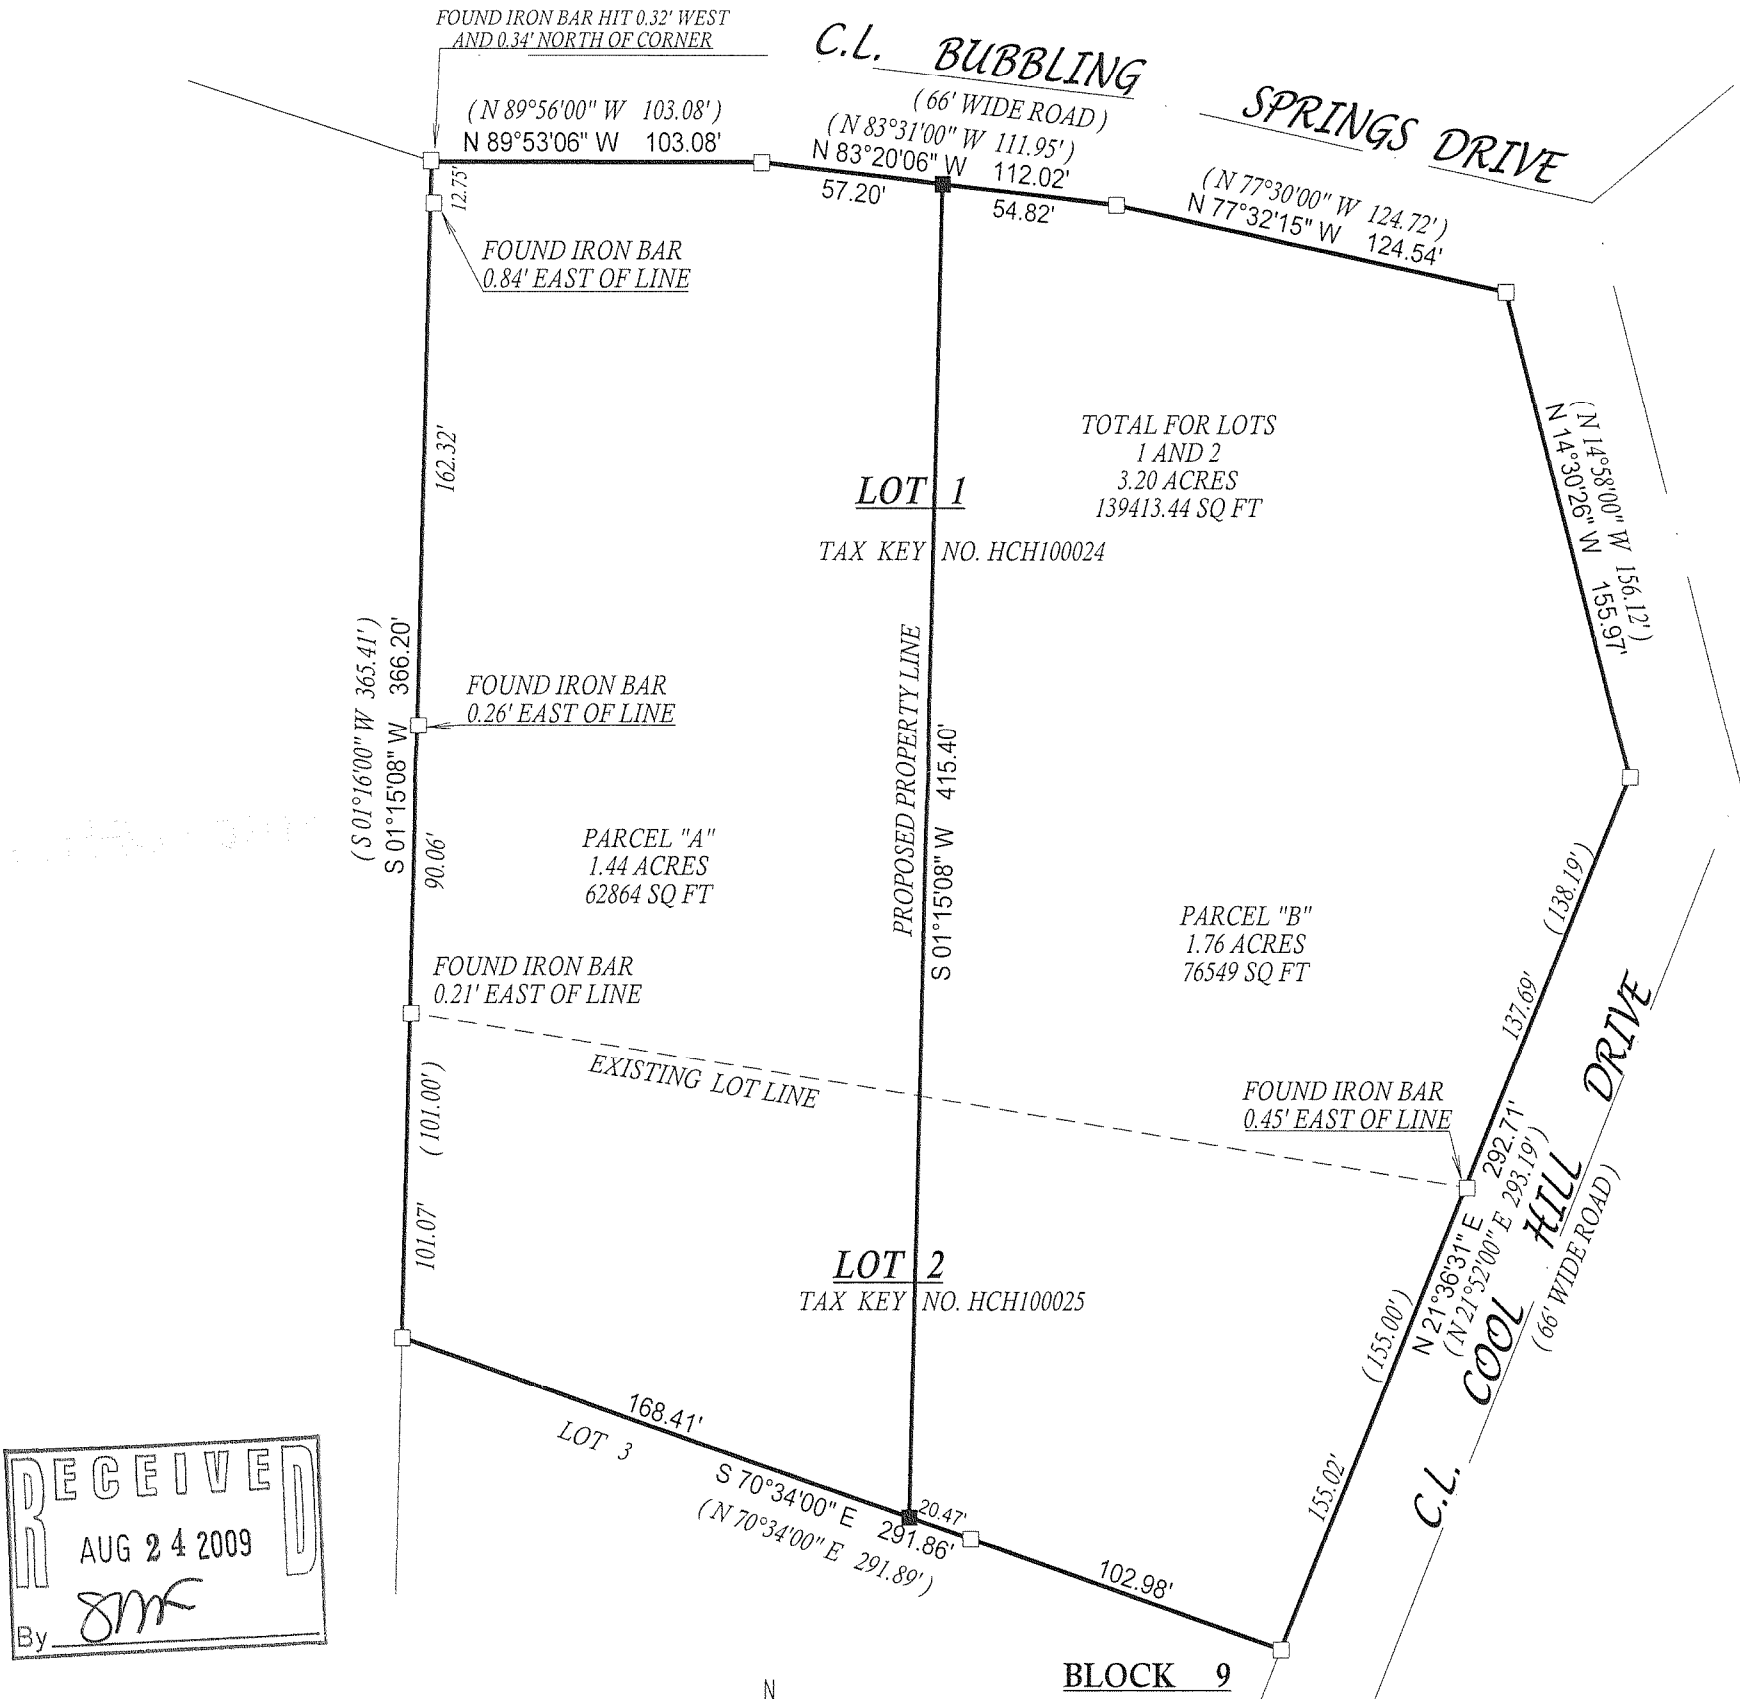 FOUND IRON BAR HIT 0.32' WEST
AND 0.34' NORTH OF CORNER
C.L. BUBBLING SPRINGS DRIVE
( 66' WIDE ROAD )
( N 89°56'00" W 103.08' )
N 89°53'06" W 103.08'
( N 83°31'00" W 111.95' )
N 83°20'06" W 112.02'
57.20'
54.82'
( N 77°30'00" W 124.72' )
N 77°32'15" W 124.54'
12.75'
FOUND IRON BAR
0.84' EAST OF LINE
162.32'
TOTAL FOR LOTS
1 AND 2
3.20 ACRES
139413.44 SQ FT
LOT 1
TAX KEY NO. HCH100024
( N 14°58'00" W 156.12' )
N 14°30'26" W 155.97'
( S 01°16'00" W 365.41' )
S 01°15'08" W 366.20'
FOUND IRON BAR
0.26' EAST OF LINE
PROPOSED PROPERTY LINE
S 01°15'08" W 415.40'
90.06'
PARCEL "A"
1.44 ACRES
62864 SQ FT
PARCEL "B"
1.76 ACRES
76549 SQ FT
( 138.19' )
137.69'
FOUND IRON BAR
0.21' EAST OF LINE
EXISTING LOT LINE
( 101.00' )
101.07'
FOUND IRON BAR
0.45' EAST OF LINE
N 21°36'31" E 292.71'
( N 21°52'00" E 293.19' )
C.L. COOL HILL DRIVE
( 66' WIDE ROAD )
LOT 2
TAX KEY NO. HCH100025
( 155.00' )
155.02'
168.41'
LOT 3
S 70°34'00" E 291.86'
( N 70°34'00" E 291.89' )
20.47'
102.98'
RECEIVED
AUG 24 2009
By
BLOCK 9
N